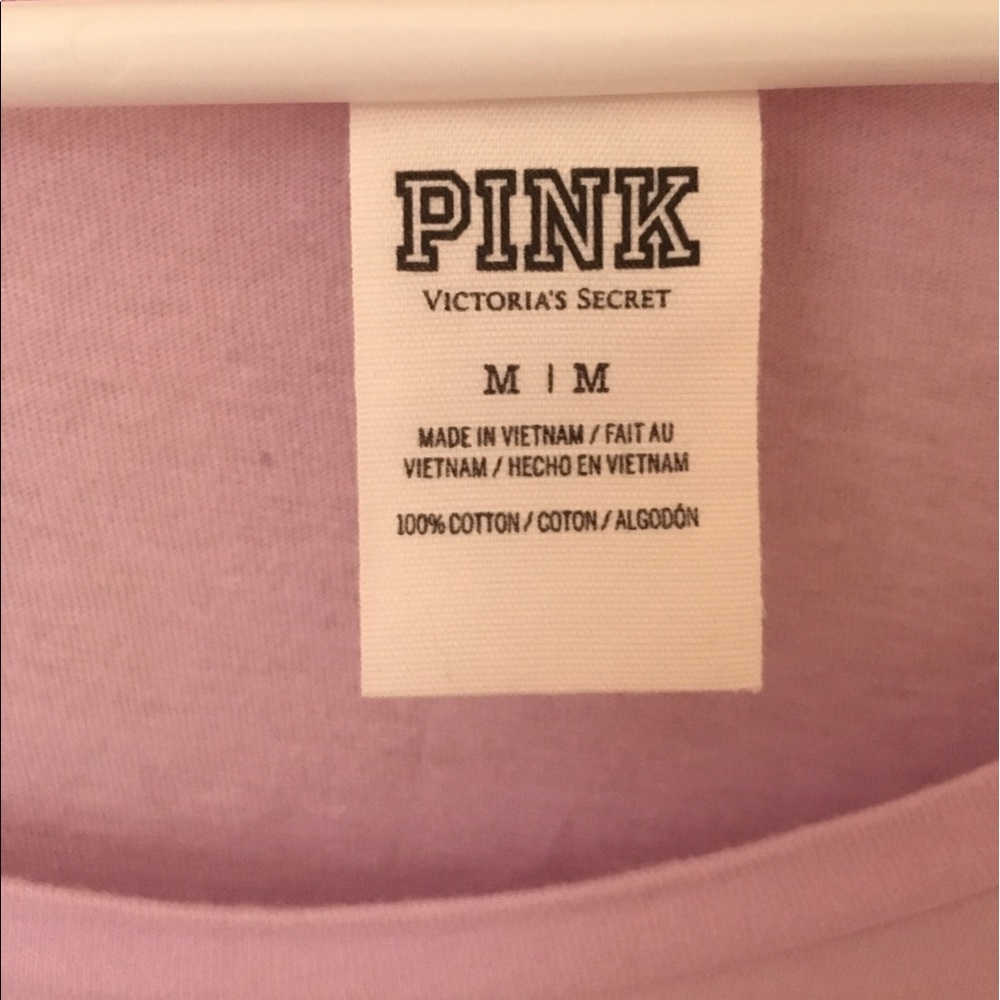 PINK
VICTORIA'S SECRET
M | M
MADE IN VIETNAM / FAIT AU
VIETNAM / HECHO EN VIETNAM
100% COTTON / COTON / ALGODÓN